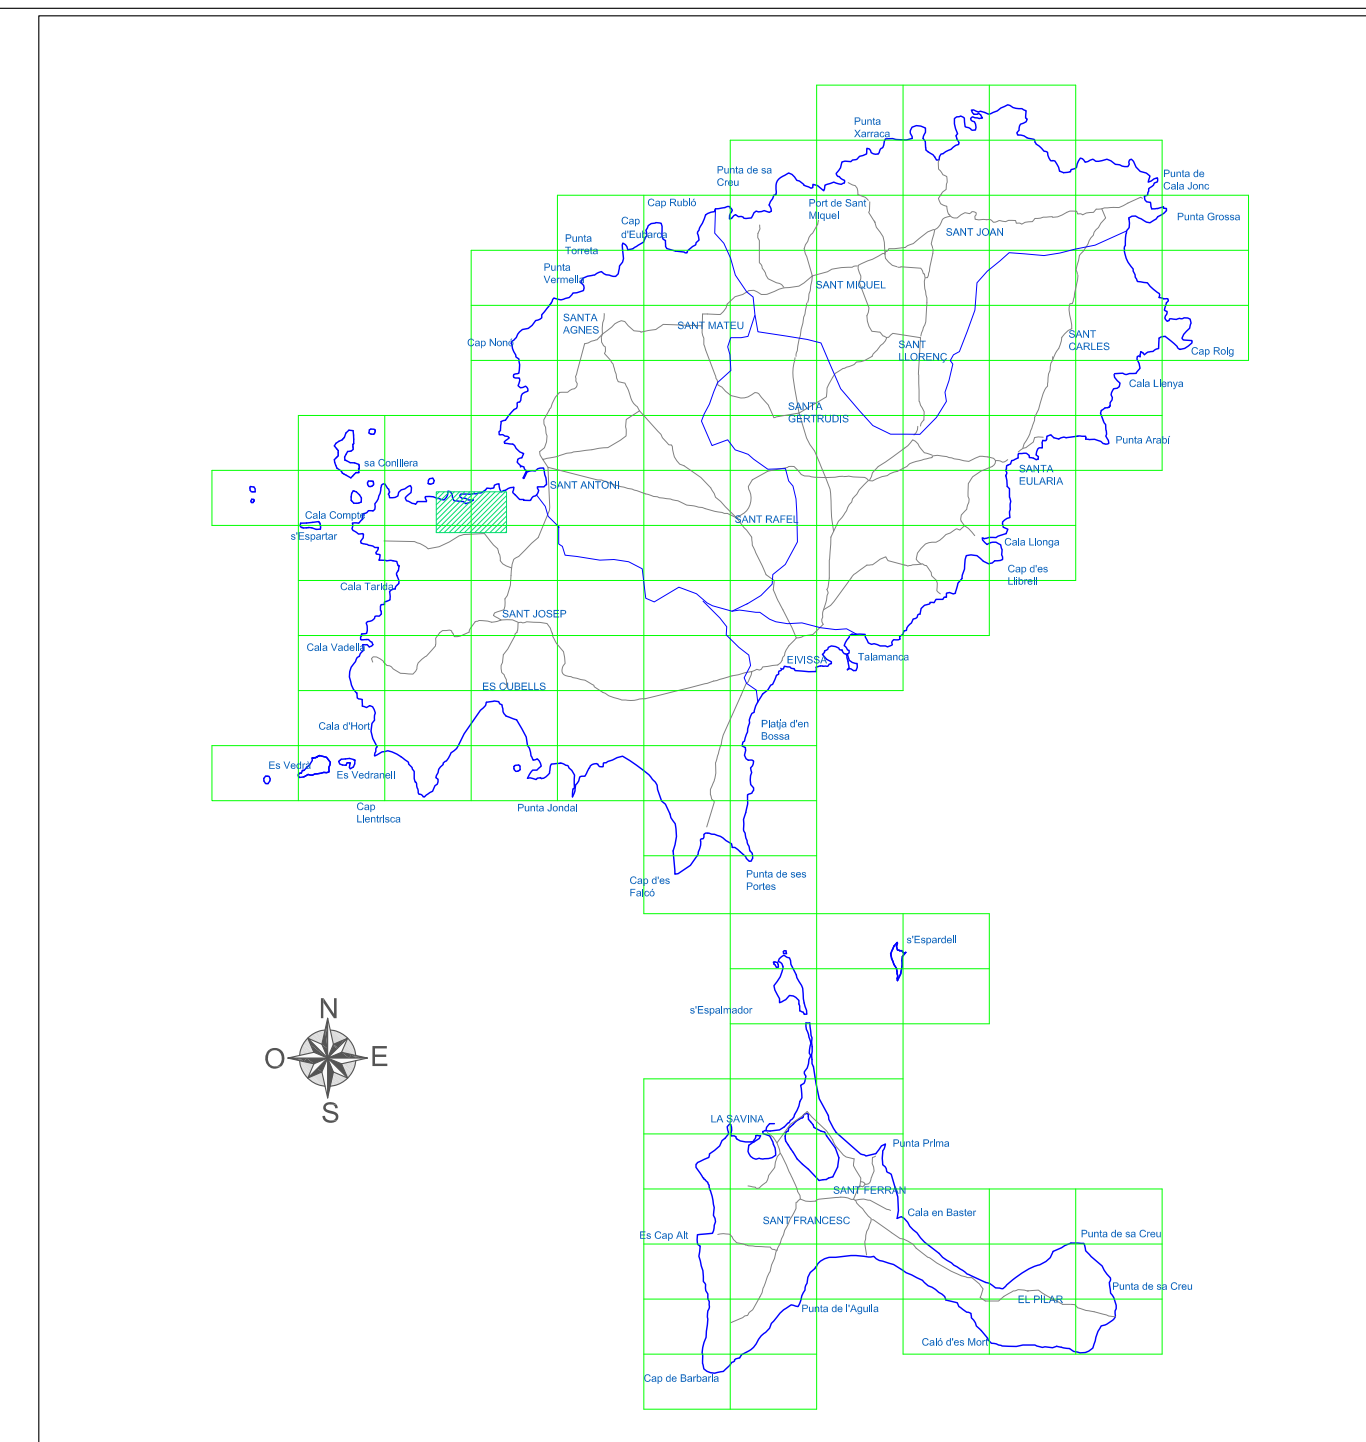 Punta
Xarraca
Punta de sa
Creu
Punta de
Cala Jonc
Cap Rubló
Port de Sant
Miquel
Punta Grossa
Cap
d'Eubarda
SANT JOAN
Punta
Torreta
Punta
Vermella
SANT MIQUEL
SANTA
AGNES
SANT MATEU
SANT
CARLES
Cap Nonó
SANT
LLORENÇ
Cap Roig
Cala Llenya
SANTA
GERTRUDIS
Punta Arabí
sa Conillera
SANTA
EULARIA
SANT ANTONI
Cala Compte
SANT RAFEL
s'Espartar
Cala Llonga
Cap d'es
Llibrell
Cala Tarida
SANT JOSEP
Cala Vadella
EIVISSA
Talamanca
ES CUBELLS
Cala d'Hort
Platja d'en
Bossa
Es Vedrà
Es Vedranell
Cap
Llentrisca
Punta Jondal
Cap d'es
Falcó
Punta de ses
Portes
s'Espardell
s'Espalmador
N
O
E
S
LA SAVINA
Punta Prima
SANT FERRAN
Cala en Baster
SANT FRANCESC
Es Cap Alt
Punta de sa Creu
Punta de sa Creu
EL PILAR
Punta de l'Aguila
Caló d'es Mort
Cap de Barbaria